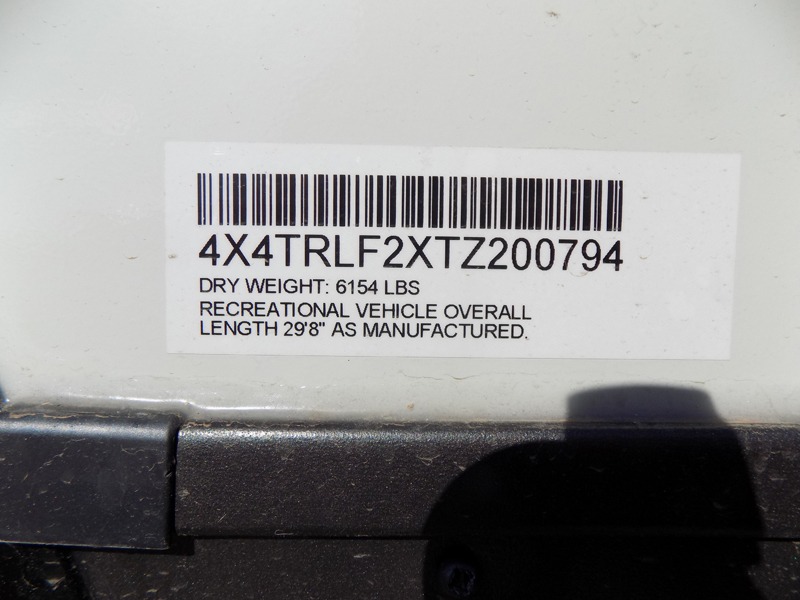 4X4TRLF2XTZ200794
DRY WEIGHT: 6154 LBS
RECREATIONAL VEHICLE OVERALL
LENGTH 29'8" AS MANUFACTURED.